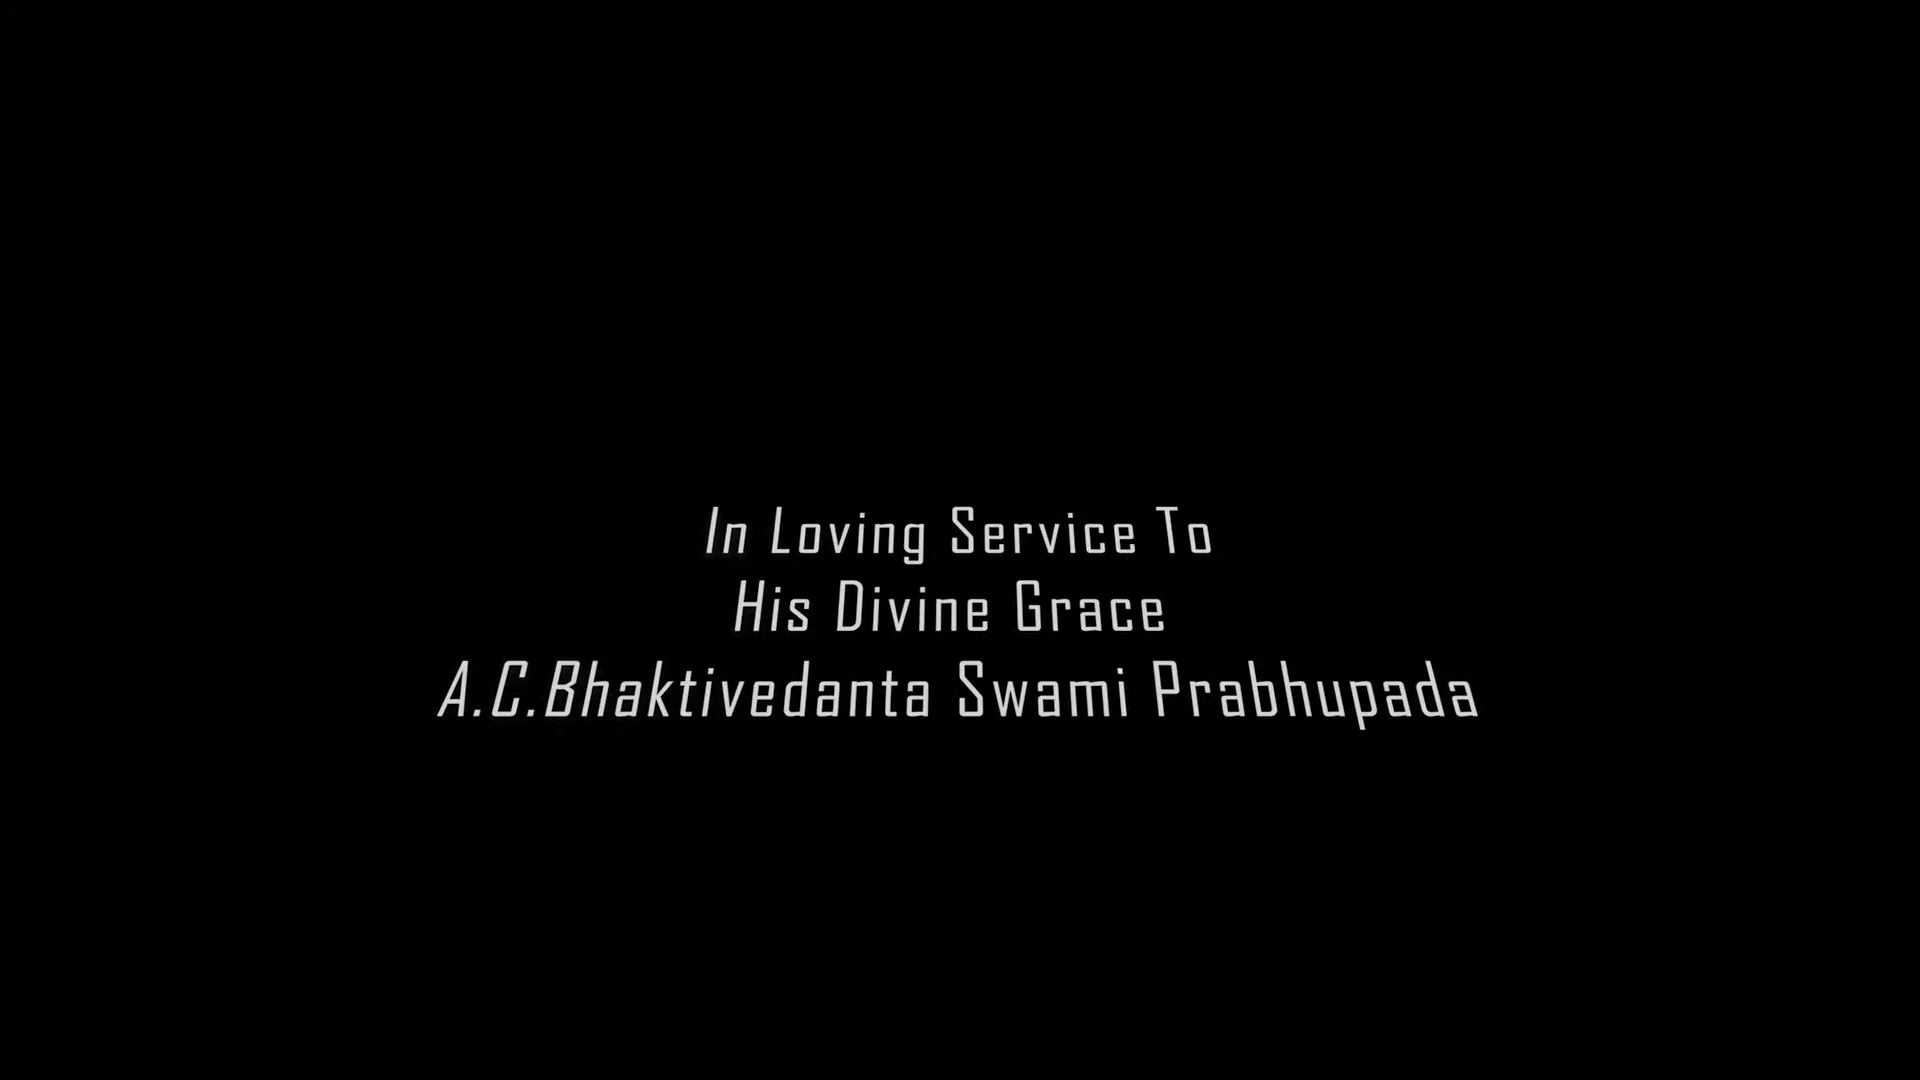 In Loving Service To
His Divine Grace
A.C.Bhaktivedanta Swami Prabhupada